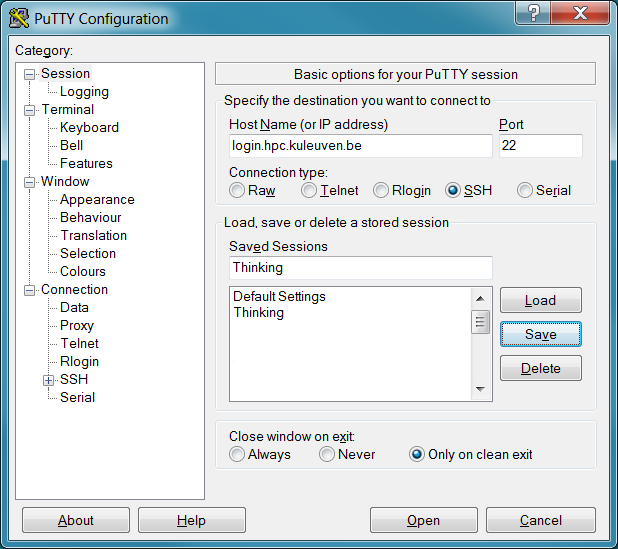 PuTTY Configuration
Category:
Session
Logging
Terminal
Keyboard
Bell
Features
Window
Appearance
Behaviour
Translation
Selection
Colours
Connection
Data
Proxy
Telnet
Rlogin
SSH
Serial
Basic options for your PuTTY session
Specify the destination you want to connect to
Host Name (or IP address) Port
login.hpc.kuleuven.be 22
Connection type:
Raw Telnet Rlogin SSH Serial
Load, save or delete a stored session
Saved Sessions
Thinking
Default Settings
Thinking
Load
Save
Delete
Close window on exit:
Always Never Only on clean exit
About Help Open Cancel